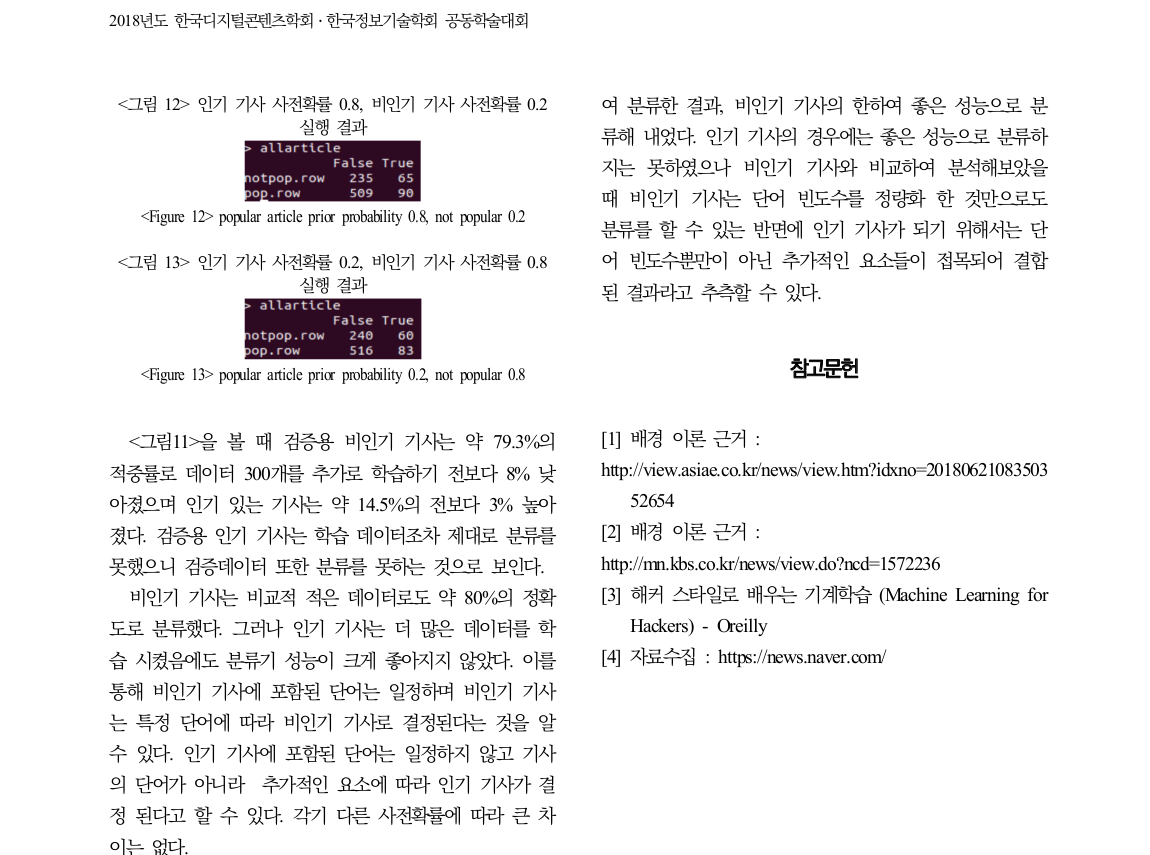 2018년도 한국디지털콘텐츠학회 · 한국정보기술학회 공동학술대회
<그림 12> 인기 기사 사전확률 0.8, 비인기 기사 사전확률 0.2
실행 결과
> allarticle
False True
notpop.row 235 65
pop.row 509 90
<Figure 12> popular article prior probability 0.8, not popular 0.2
<그림 13> 인기 기사 사전확률 0.2, 비인기 기사 사전확률 0.8
실행 결과
> allarticle
False True
notpop.row 240 60
pop.row 516 83
<Figure 13> popular article prior probability 0.2, not popular 0.8
<그림11>을 볼 때 검증용 비인기 기사는 약 79.3%의
적중률로 데이터 300개를 추가로 학습하기 전보다 8% 낮
아졌으며 인기 있는 기사는 약 14.5%의 전보다 3% 높아
졌다. 검증용 인기 기사는 학습 데이터조차 제대로 분류를
못했으니 검증데이터 또한 분류를 못하는 것으로 보인다.
비인기 기사는 비교적 적은 데이터로도 약 80%의 정확
도로 분류했다. 그러나 인기 기사는 더 많은 데이터를 학
습 시켰음에도 분류기 성능이 크게 좋아지지 않았다. 이를
통해 비인기 기사에 포함된 단어는 일정하며 비인기 기사
는 특정 단어에 따라 비인기 기사로 결정된다는 것을 알
수 있다. 인기 기사에 포함된 단어는 일정하지 않고 기사
의 단어가 아니라 추가적인 요소에 따라 인기 기사가 결
정 된다고 할 수 있다. 각기 다른 사전확률에 따라 큰 차
이는 없다.
여 분류한 결과, 비인기 기사의 한하여 좋은 성능으로 분
류해 내었다. 인기 기사의 경우에는 좋은 성능으로 분류하
지는 못하였으나 비인기 기사와 비교하여 분석해보았을
때 비인기 기사는 단어 빈도수를 정량화 한 것만으로도
분류를 할 수 있는 반면에 인기 기사가 되기 위해서는 단
어 빈도수뿐만이 아닌 추가적인 요소들이 접목되어 결합
된 결과라고 추측할 수 있다.
참고문헌
[1] 배경 이론 근거 :
http://view.asiae.co.kr/news/view.htm?idxno=20180621083503
52654
[2] 배경 이론 근거 :
http://mn.kbs.co.kr/news/view.do?ncd=1572236
[3] 해커 스타일로 배우는 기계학습 (Machine Learning for
Hackers) - Oreilly
[4] 자료수집 : https://news.naver.com/